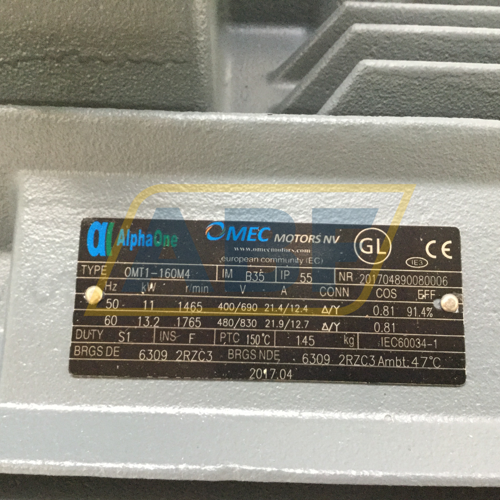 AlphaOne OMEC MOTORS NV GL
www.omecmotors.com
european community (EC) IE3
TYPE OMT1-160M4 IM B35 IP 55 NR 201704890080006
Hz kW r/min V A CONN COS EFF
50 11 1465 400/690 21.4/12.4 Δ/Y 0.81 91.4%
60 13.2 1765 480/830 21.9/12.7 Δ/Y 0.81
DUTY S1 INS F PTC 150℃ 145 kg IEC60034-1
BRGS DE 6309 2RZC3 BRGS NDE 6309 2RZC3 Ambt: 47℃
2017.04